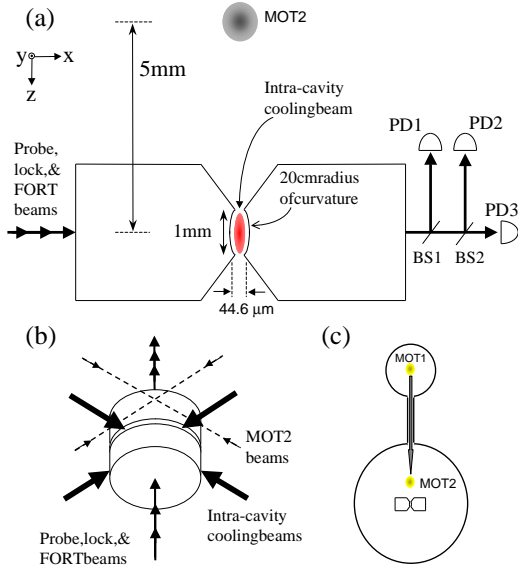 (a)
MOT2
y
x
z
5mm
Intra-cavity
coolingbeam
PD1
PD2
Probe,
lock,&
FORT
beams
20cmradius
ofcurvature
PD3
1mm
BS1
BS2
44.6 μm
(b)
(c)
MOT1
MOT2
beams
MOT2
Intra-cavity
coolingbeams
Probe,lock,&
FORTbeams